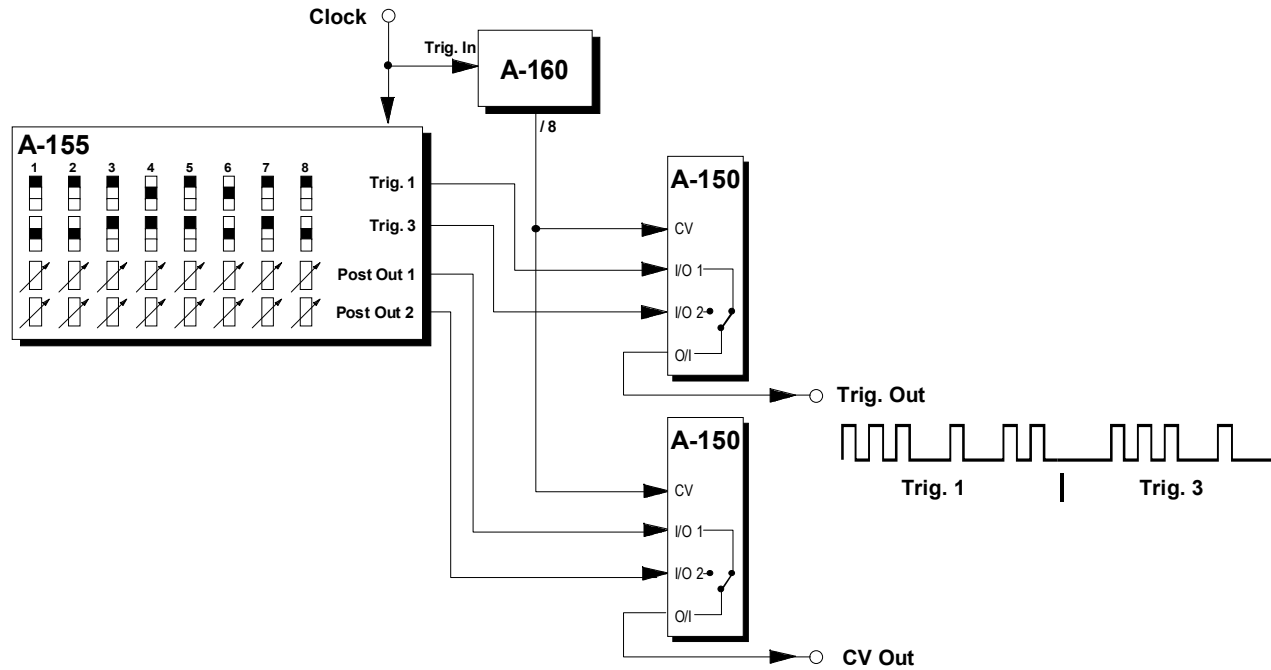 Clock
Trig. In
A-160
/ 8
A-155
1 2 3 4 5 6 7 8
Trig. 1
Trig. 3
Post Out 1
Post Out 2
A-150
CV
I/O 1
I/O 2
O/I
Trig. Out
A-150
CV
I/O 1
I/O 2
O/I
CV Out
Trig. 1
Trig. 3